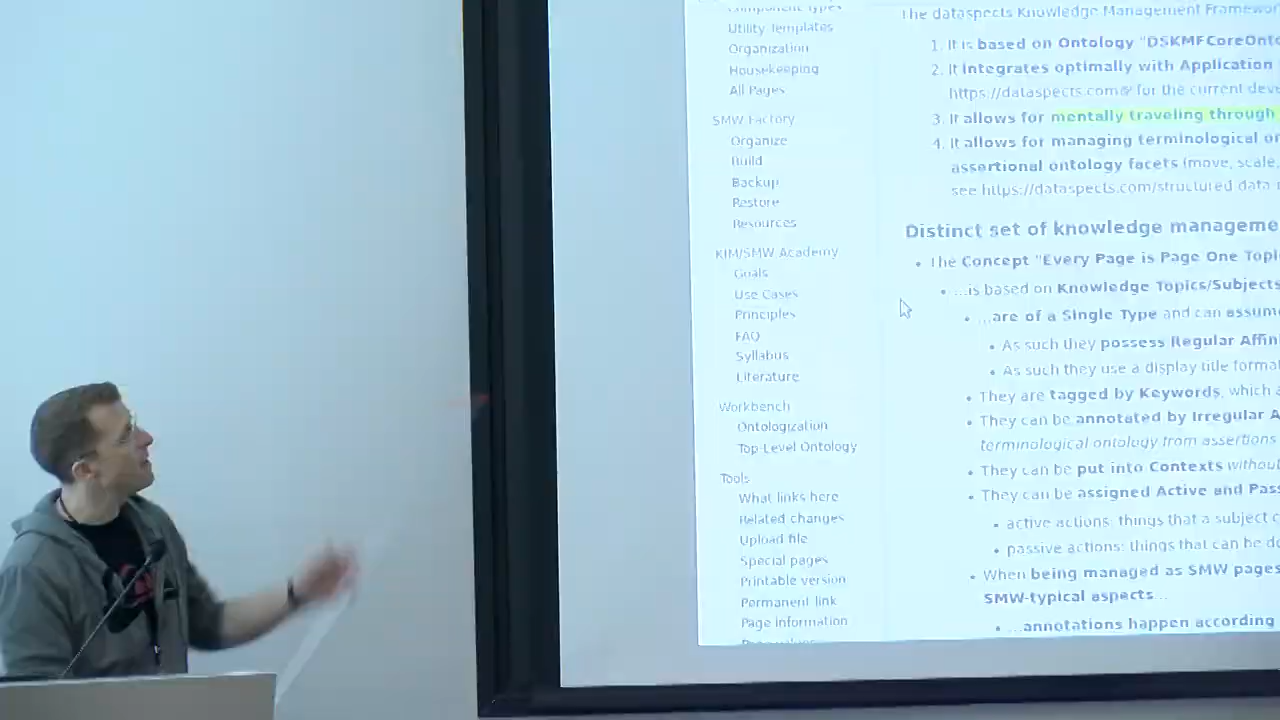 Component Types
Utility Templates
Organization
Housekeeping
All Pages
SMW Factory
Organize
Build
Backup
Restore
Resources
KIM/SMW Academy
Goals
Use Cases
Principles
FAQ
Syllabus
Literature
Workbench
Ontologization
Top-Level Ontology
Tools
What links here
Related changes
Upload file
Special pages
Printable version
Permanent link
Page information
The dataspects Knowledge Management Framewor
1. It is based on Ontology "DSKMFCoreOnto
2. It integrates optimally with Application
https://dataspects.com for the current deve
3. It allows for mentally traveling through
4. It allows for managing terminological or
assertional ontology facets (move, scale,
see https://dataspects.com/structured data
Distinct set of knowledge manageme
• The Concept "Every Page is Page One Topi
• ...is based on Knowledge Topics/Subjects
• ...are of a Single Type and can assum
• As such they possess Regular Affin
• As such they use a display title format
• They are tagged by Keywords, which a
• They can be annotated by Irregular A
terminological ontology from assertions
• They can be put into Contexts without
• They can be assigned Active and Pas
• active actions: things that a subject c
• passive actions: things that can be do
• When being managed as SMW pages
SMW-typical aspects...
• ...annotations happen according